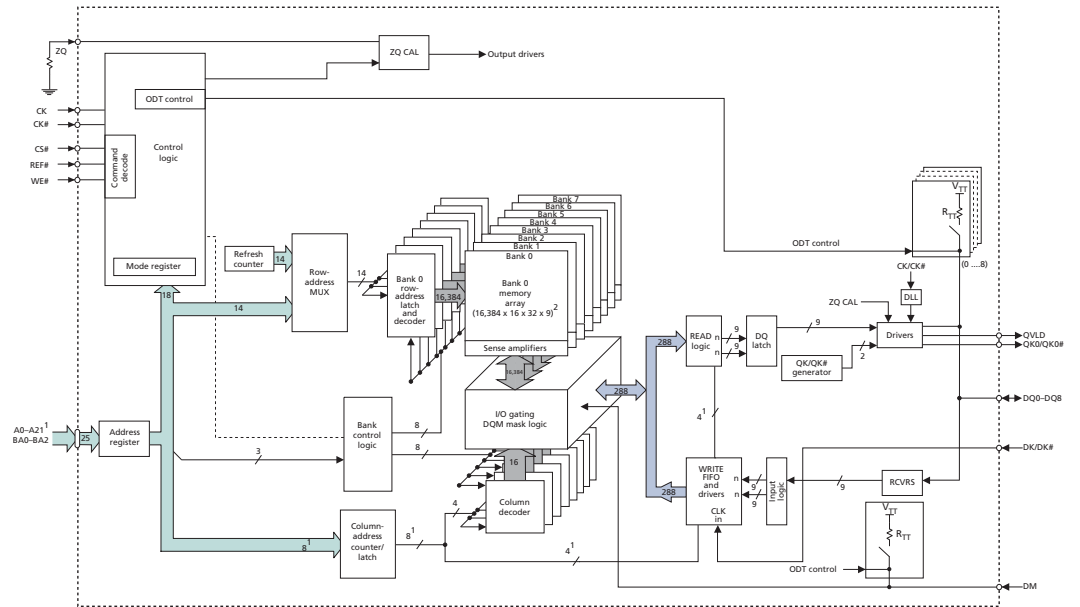 ZQ
ZQ CAL
Output drivers
ODT control
CK
CK#
Control
logic
CS#
REF#
WE#
Command
decode
Mode register
Refresh
counter
14
Row-
address
MUX
14
Bank 0
row-
address
latch
and
decoder
16,384
Bank 7
Bank 6
Bank 5
Bank 4
Bank 3
Bank 2
Bank 1
Bank 0
Bank 0
memory
array
(16,384 x 16 x 32 x 9)2
Sense amplifiers
16,384
VTT
RTT
ODT control
(0 ....8)
CK/CK#
DLL
ZQ CAL
18
14
288
READ
logic
n
n
9
9
DQ
latch
9
Drivers
QK/QK#
generator
2
QVLD
QK0/QK0#
288
I/O gating
DQM mask logic
DQ0–DQ8
A0–A211
BA0–BA2
25
Address
register
Bank
control
logic
8
8
3
41
DK/DK#
16
WRITE
FIFO
and
drivers
CLK
in
n
n
9
9
Input
logic
9
RCVRS
288
Column
decoder
4
VTT
RTT
Column-
address
counter/
latch
81
81
41
ODT control
DM